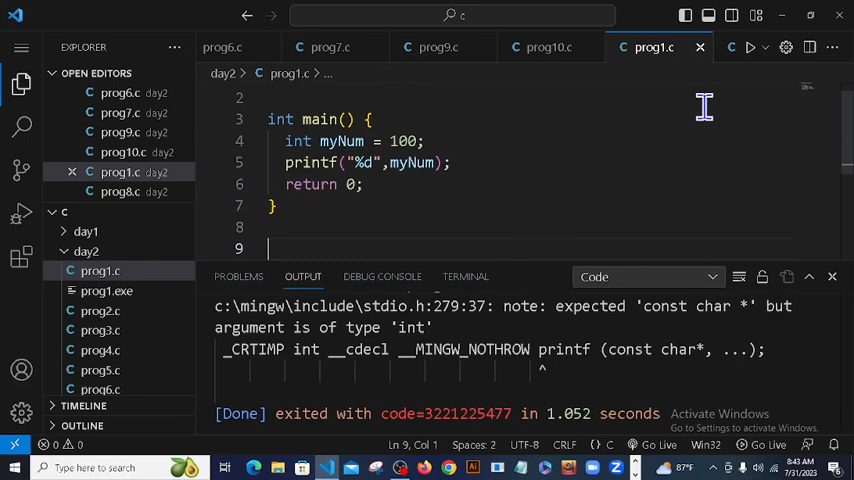 c
EXPLORER
prog6.c
prog7.c
prog9.c
prog10.c
prog1.c
OPEN EDITORS
day2 > prog1.c > ...
prog6.c day2
prog7.c day2
prog9.c day2
prog10.c day2
prog1.c day2
prog8.c day2
C
day1
day2
prog1.c
prog1.exe
prog2.c
prog3.c
prog4.c
prog5.c
prog6.c
TIMELINE
OUTLINE
2
3 int main() {
4 int myNum = 100;
5 printf("%d",myNum);
6 return 0;
7 }
8
9
PROBLEMS OUTPUT DEBUG CONSOLE TERMINAL Code
c:\mingw\include\stdio.h:279:37: note: expected 'const char *' but
argument is of type 'int'
_CRTIMP int __cdecl __MINGW_NOTHROW printf (const char*, ...);
^
[Done] exited with code=3221225477 in 1.052 seconds
Activate Windows
Go to Settings to activate Windows.
0 0 Ln 9, Col 1 Spaces: 2 UTF-8 CRLF {} C Go Live Win32 Go Live
Type here to search 87°F 8:43 AM
7/31/2023